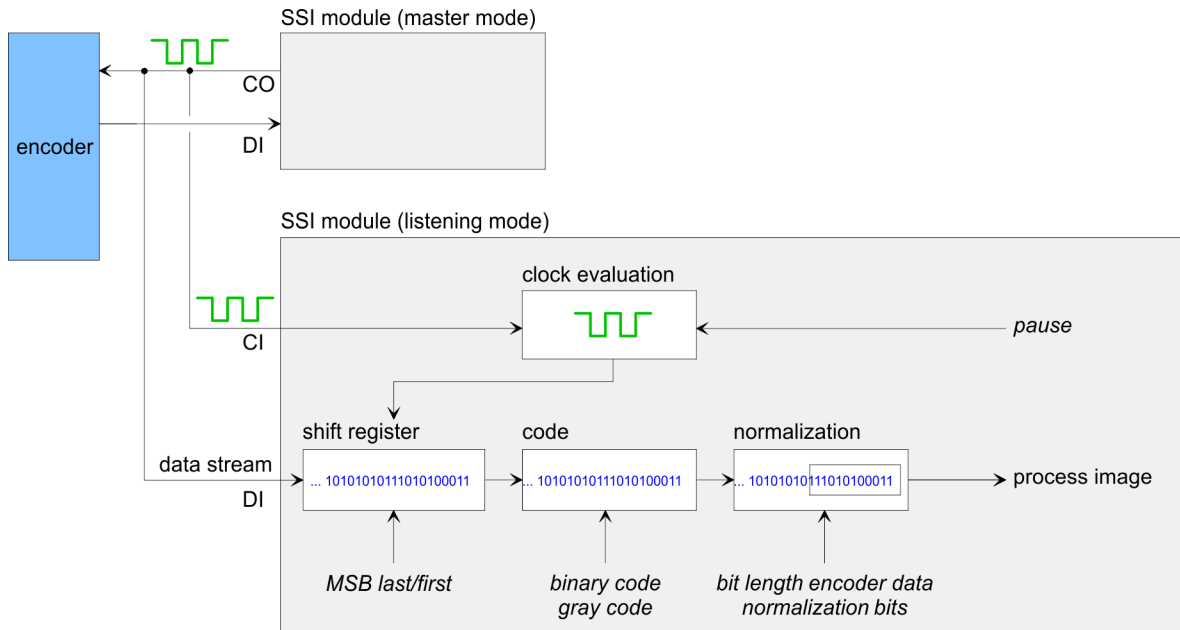 SSI module (master mode)
CO
encoder
DI
SSI module (listening mode)
clock evaluation
CI
pause
shift register
code
normalization
data stream
... 10101010111010100011
... 10101010111010100011
... 10101010111010100011
process image
DI
MSB last/first
binary code
gray code
bit length encoder data
normalization bits